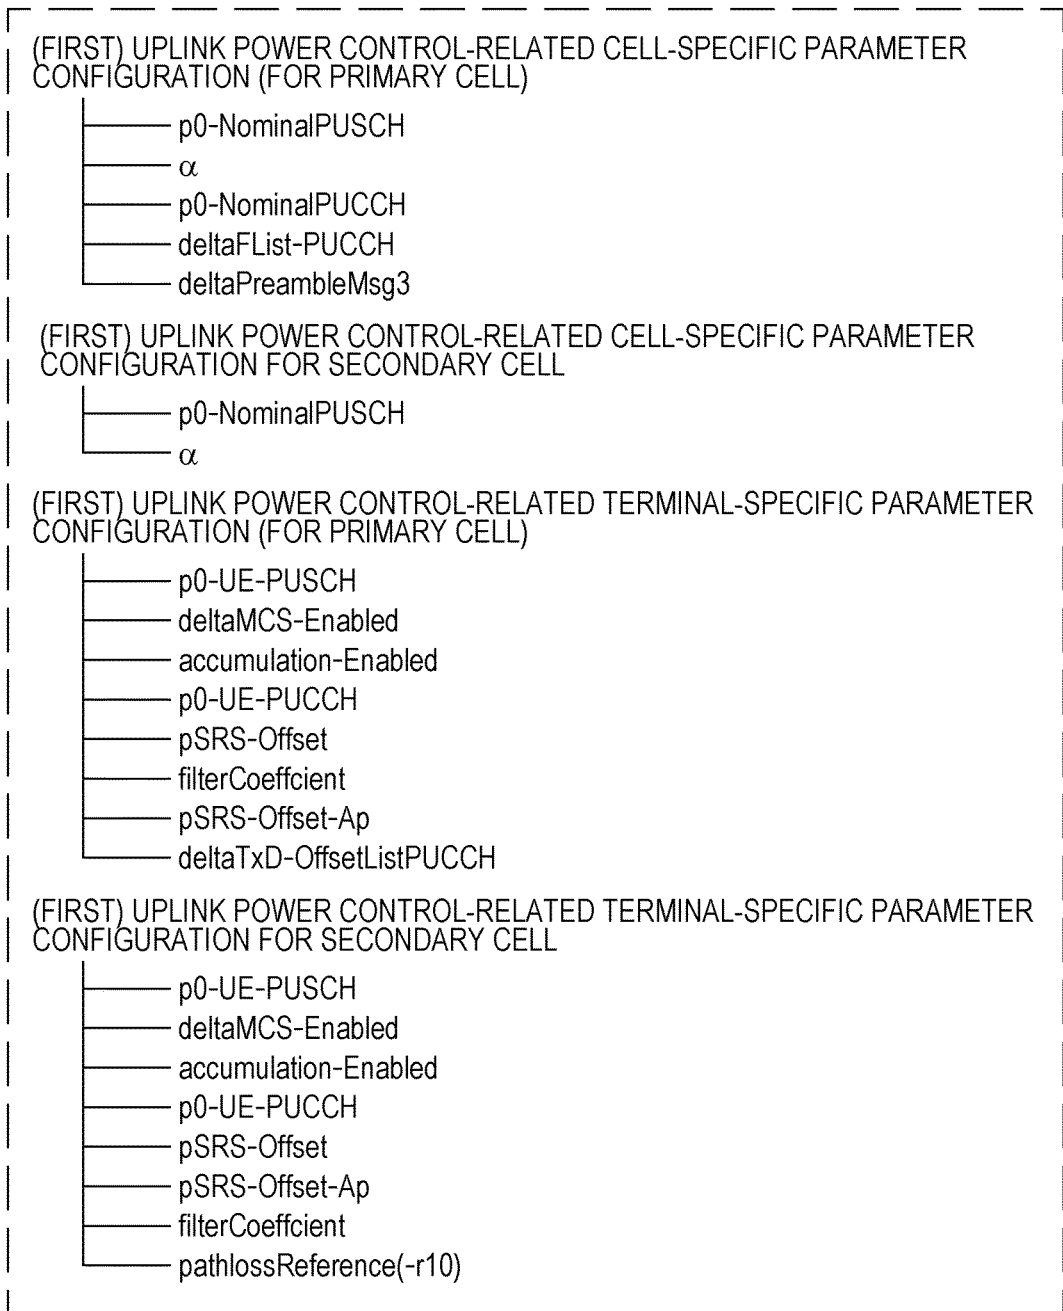 (FIRST) UPLINK POWER CONTROL-RELATED CELL-SPECIFIC PARAMETER
CONFIGURATION (FOR PRIMARY CELL)
p0-NominalPUSCH
α
p0-NominalPUCCH
deltaFList-PUCCH
deltaPreambleMsg3
(FIRST) UPLINK POWER CONTROL-RELATED CELL-SPECIFIC PARAMETER
CONFIGURATION FOR SECONDARY CELL
p0-NominalPUSCH
α
(FIRST) UPLINK POWER CONTROL-RELATED TERMINAL-SPECIFIC PARAMETER
CONFIGURATION (FOR PRIMARY CELL)
p0-UE-PUSCH
deltaMCS-Enabled
accumulation-Enabled
p0-UE-PUCCH
pSRS-Offset
filterCoeffcient
pSRS-Offset-Ap
deltaTxD-OffsetListPUCCH
(FIRST) UPLINK POWER CONTROL-RELATED TERMINAL-SPECIFIC PARAMETER
CONFIGURATION FOR SECONDARY CELL
p0-UE-PUSCH
deltaMCS-Enabled
accumulation-Enabled
p0-UE-PUCCH
pSRS-Offset
pSRS-Offset-Ap
filterCoeffcient
pathlossReference(-r10)